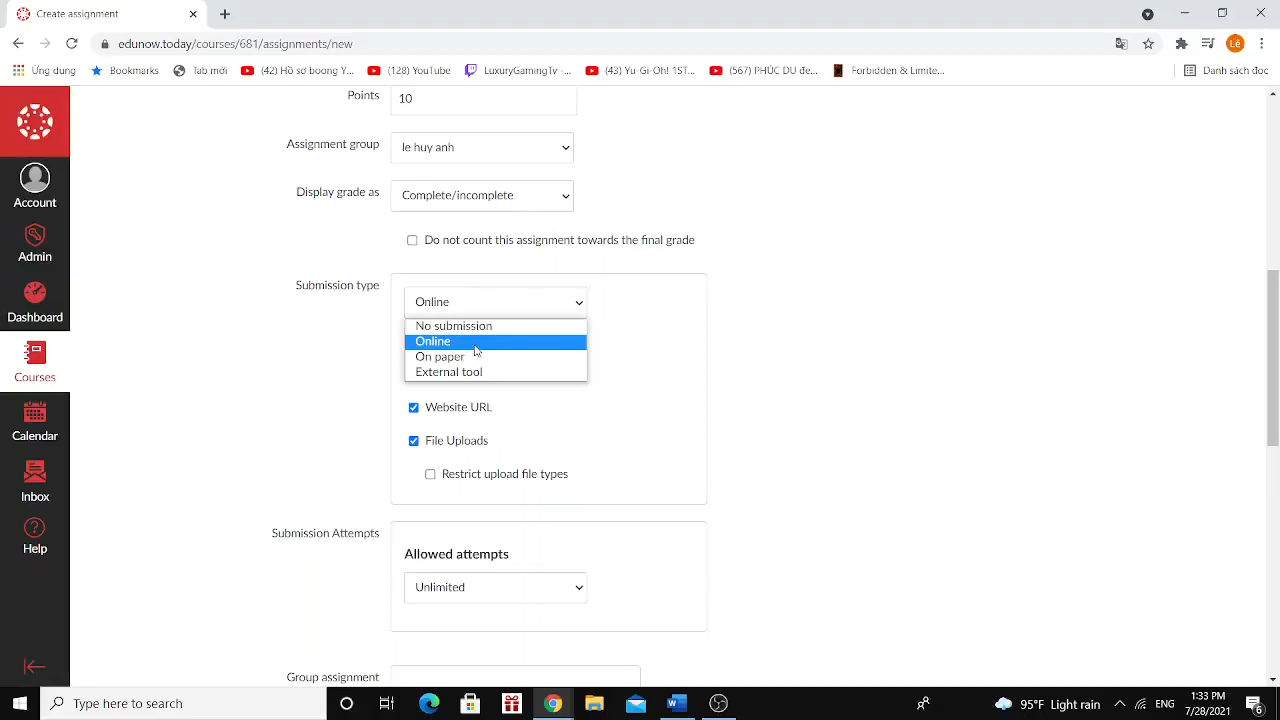 Create assignment
edunow.today/courses/681/assignments/new
Lê
Ứng dụng
Bookmarks
Tab mới
(42) Hồ sơ boong Y...
(128) YouTube
LuxuryGamingTv -...
(43) Yu-Gi-Oh! 1ST...
(567) PHÚC DU đe...
Forbidden & Limite...
Danh sách đọc
Points
10
Assignment group
le huy anh
Display grade as
Complete/incomplete
Do not count this assignment towards the final grade
Submission type
Online
No submission
Online
On paper
External tool
Website URL
File Uploads
Restrict upload file types
Submission Attempts
Allowed attempts
Unlimited
Group assignment
Account
Admin
Dashboard
Courses
Calendar
Inbox
Help
Type here to search
95°F Light rain
ENG
1:33 PM
7/28/2021
6